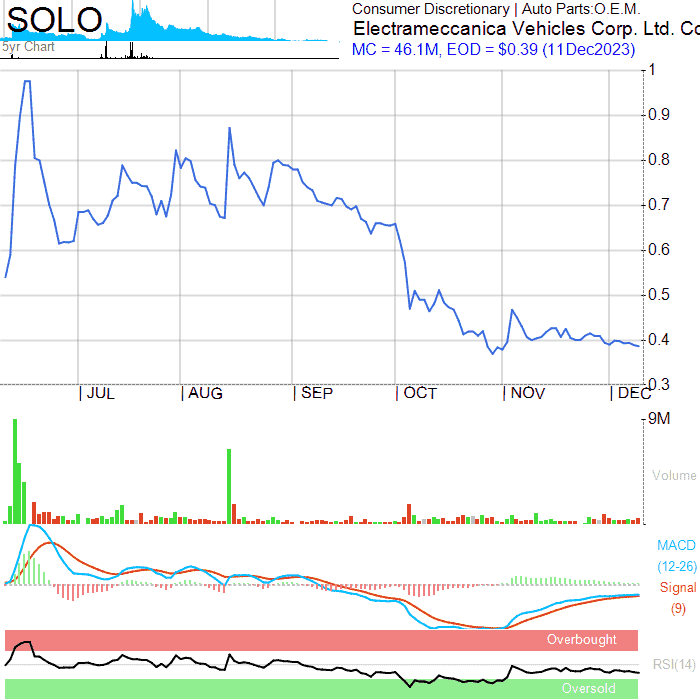 SOLO
5yr Chart
Consumer Discretionary | Auto Parts:O.E.M.
Electrameccanica Vehicles Corp. Ltd. Co
MC = 46.1M, EOD = $0.39 (11Dec2023)
1
0.9
0.8
0.7
0.6
0.5
0.4
0.3
JUL AUG SEP OCT NOV DEC
9M
Volume
MACD
(12-26)
Signal
(9)
Overbought
RSI(14)
Oversold